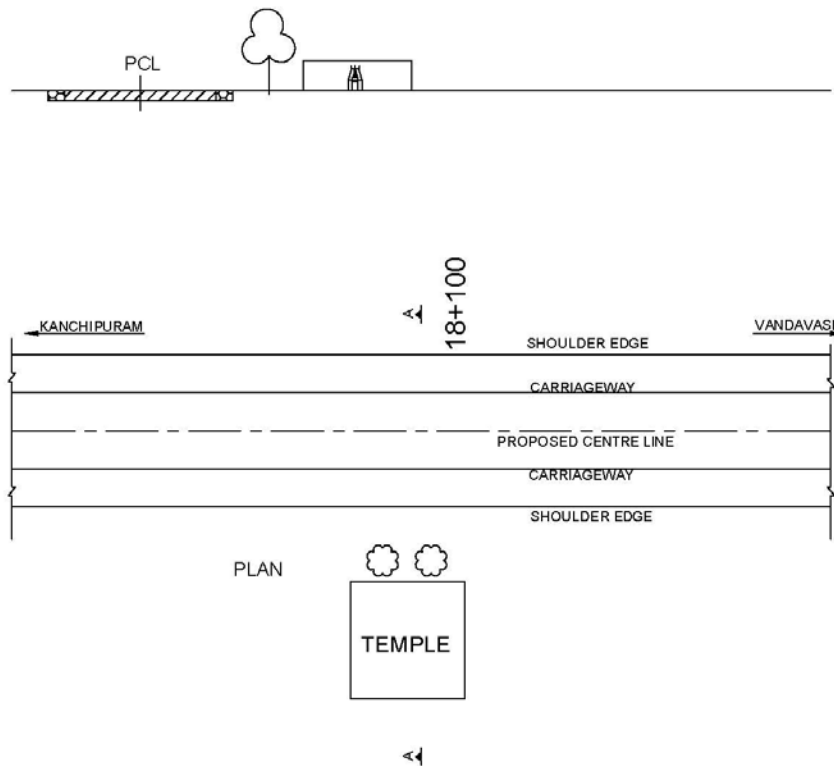 PCL
A
18+100
KANCHIPURAM
VANDAVASI
SHOULDER EDGE
CARRIAGEWAY
PROPOSED CENTRE LINE
CARRIAGEWAY
SHOULDER EDGE
PLAN
TEMPLE
A